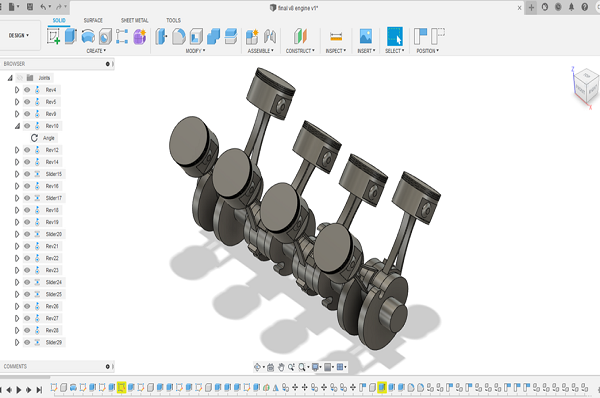 final v8 engine v1*
SOLID SURFACE SHEET METAL TOOLS
DESIGN
CREATE MODIFY ASSEMBLE CONSTRUCT INSPECT INSERT SELECT POSITION
BROWSER
Joints
Rev4
Rev5
Rev9
Rev10
Angle
Rev12
Rev14
Slider15
Rev16
Slider17
Rev18
Rev19
Slider20
Rev21
Rev22
Rev23
Slider24
Slider25
Rev26
Rev27
Rev28
Slider29
COMMENTS
Z
X